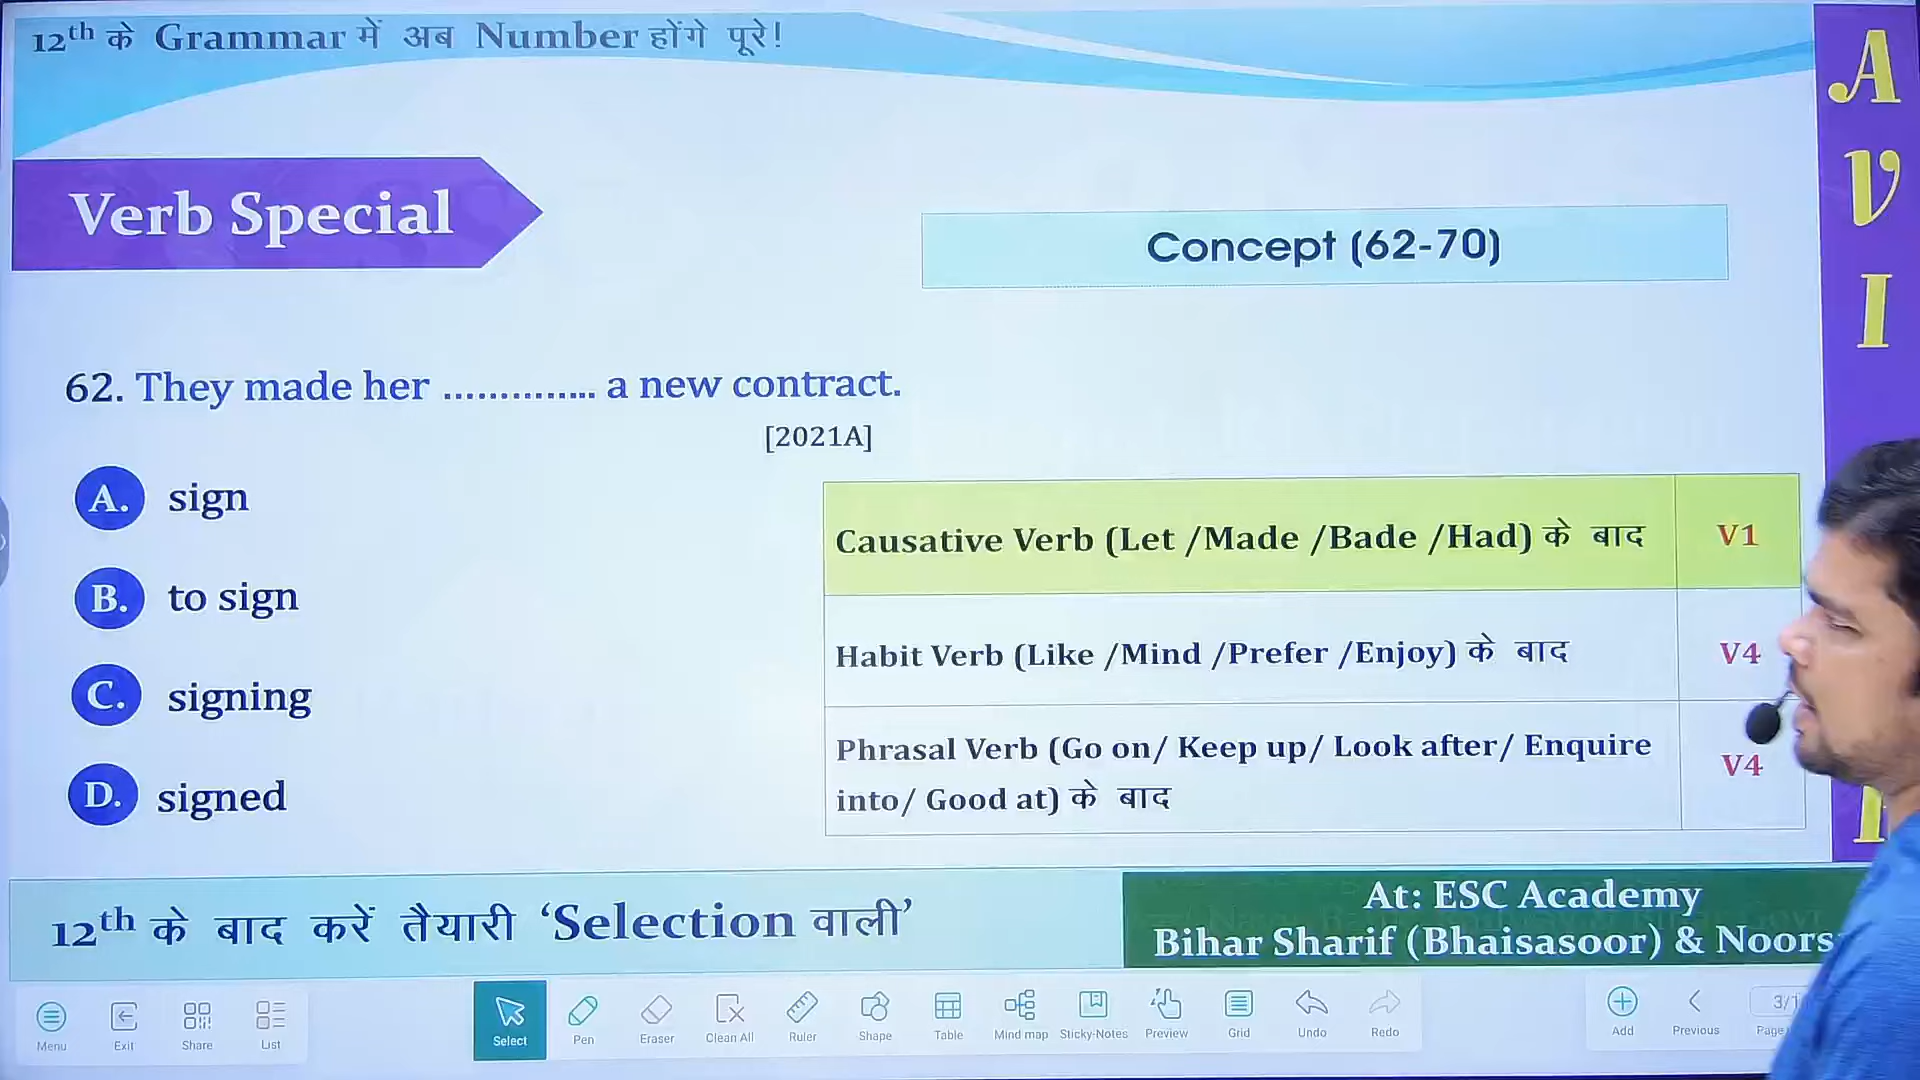 12th के Grammar में अब Number होंगे पूरे!
A
V
I
Verb Special
Concept (62-70)
62. They made her .............. a new contract.
[2021A]
A. sign
B. to sign
C. signing
D. signed
Causative Verb (Let /Made /Bade /Had) के बाद V1
Habit Verb (Like /Mind /Prefer /Enjoy) के बाद V4
Phrasal Verb (Go on/ Keep up/ Look after/ Enquire
into/ Good at) के बाद V4
12th के बाद करें तैयारी ‘Selection वाली’
At: ESC Academy
Bihar Sharif (Bhaisasoor) & Noors
Menu Exit Share List Select Pen Eraser Clean All Ruler Shape Table Mind map Sticky-Notes Preview Grid Undo Redo Add Previous Page